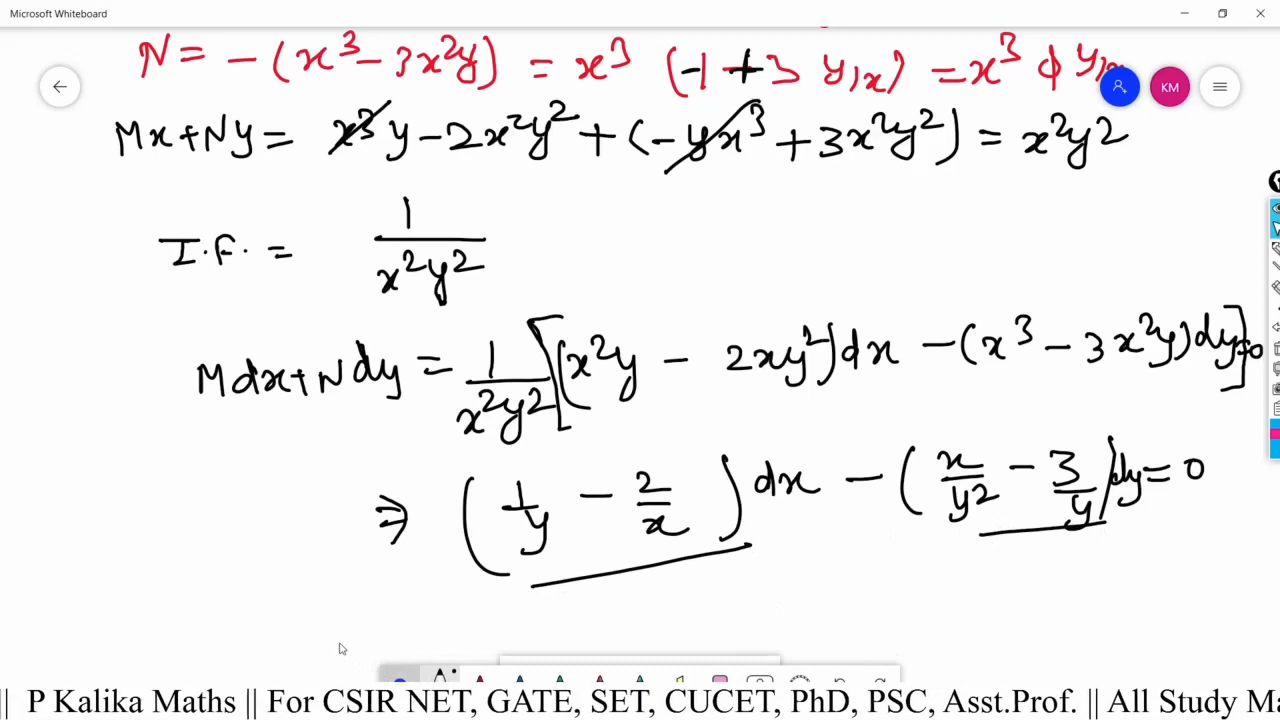 Microsoft Whiteboard
N = -(x³ - 3x²y) = x³ (-1 + 3 y/x) = x³ φ y/x
KM
Mx+Ny = x³y - 2x²y² + (-yx³ + 3x²y²) = x²y²
I.F. = 1/x²y²
Mdx+Ndy = 1/x²y² [(x²y - 2xy²)dx - (x³ - 3x²y)dy] = 0
⇒ (1/y - 2/x) dx - (x/y² - 3/y)dy = 0
|| P Kalika Maths || For CSIR NET, GATE, SET, CUCET, PhD, PSC, Asst.Prof. || All Study Ma